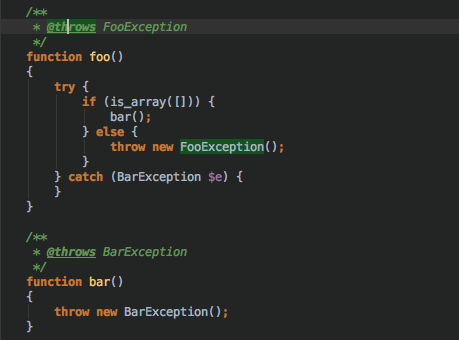 /**
 * @throws FooException
 */
function foo()
{
    try {
        if (is_array([])) {
            bar();
        } else {
            throw new FooException();
        }
    } catch (BarException $e) {
    }
}

/**
 * @throws BarException
 */
function bar()
{
    throw new BarException();
}